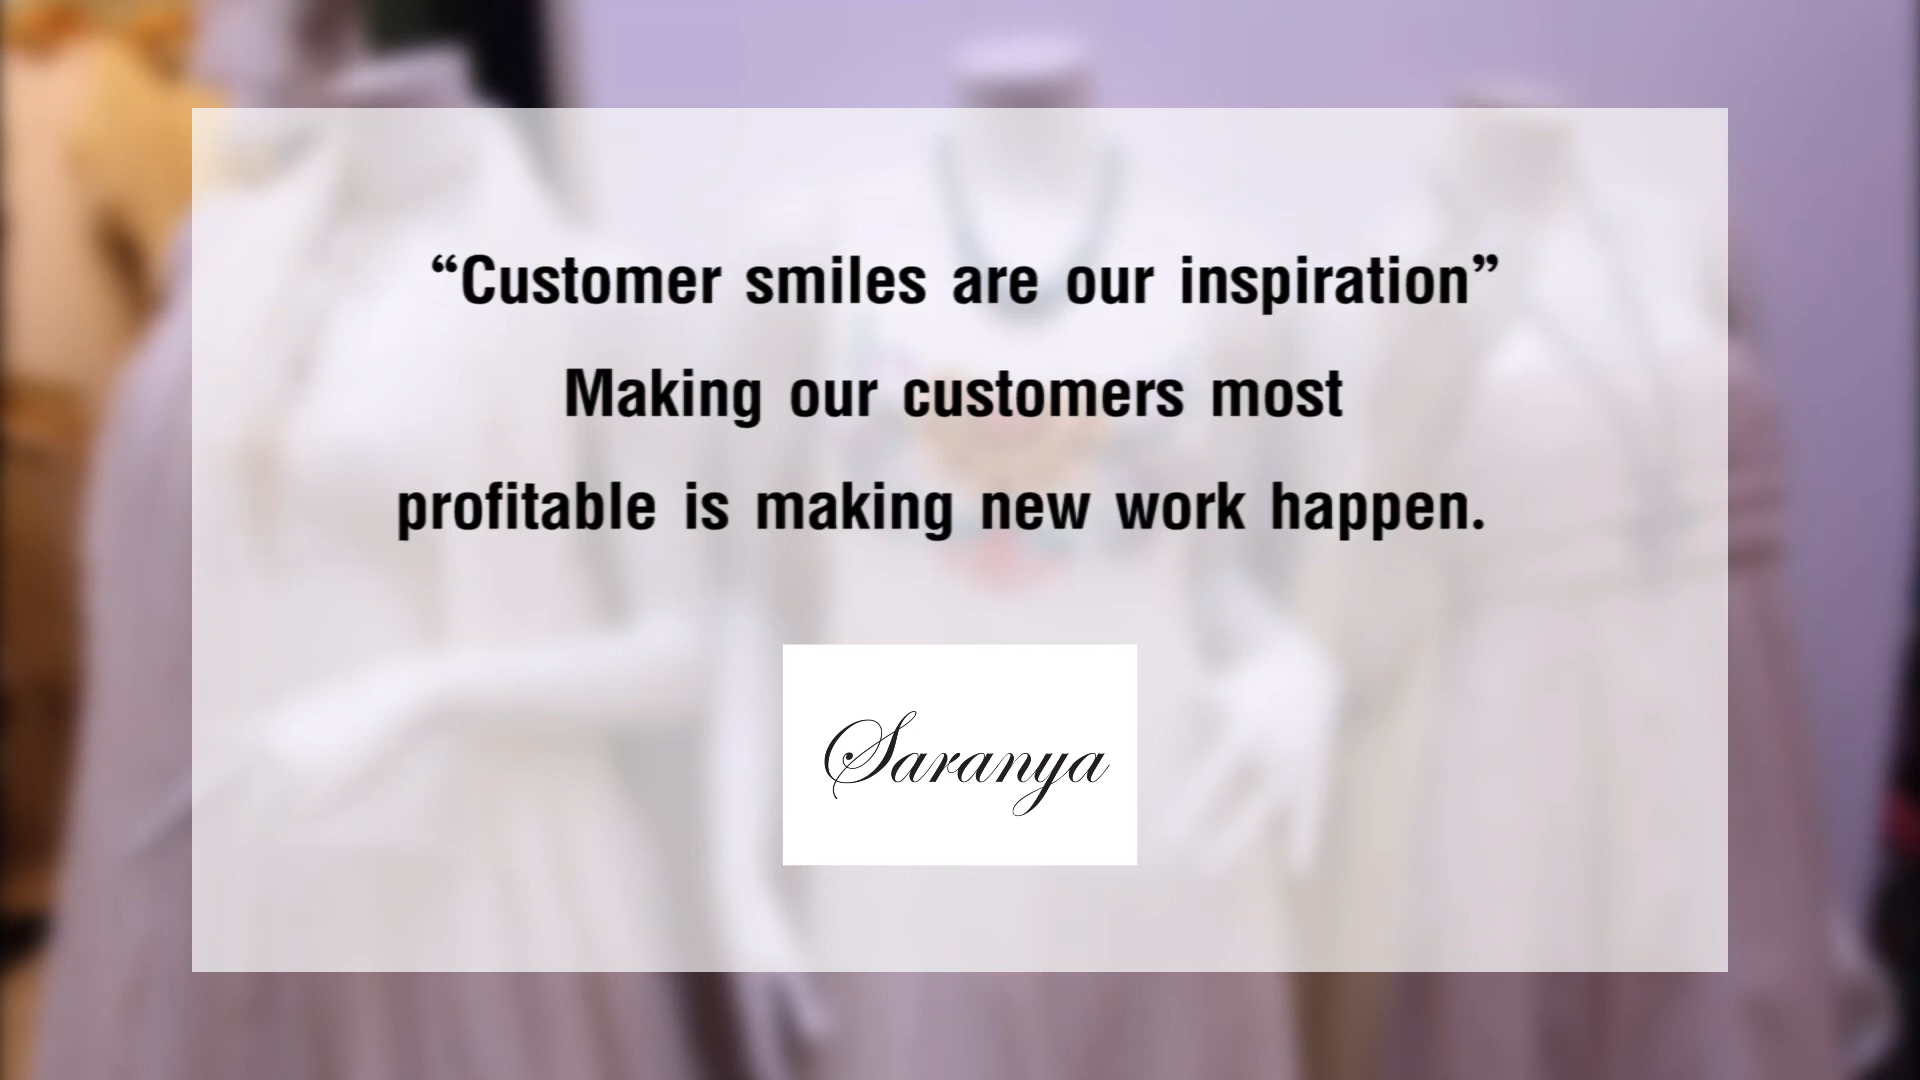 “Customer smiles are our inspiration”
Making our customers most
profitable is making new work happen.
Saranya